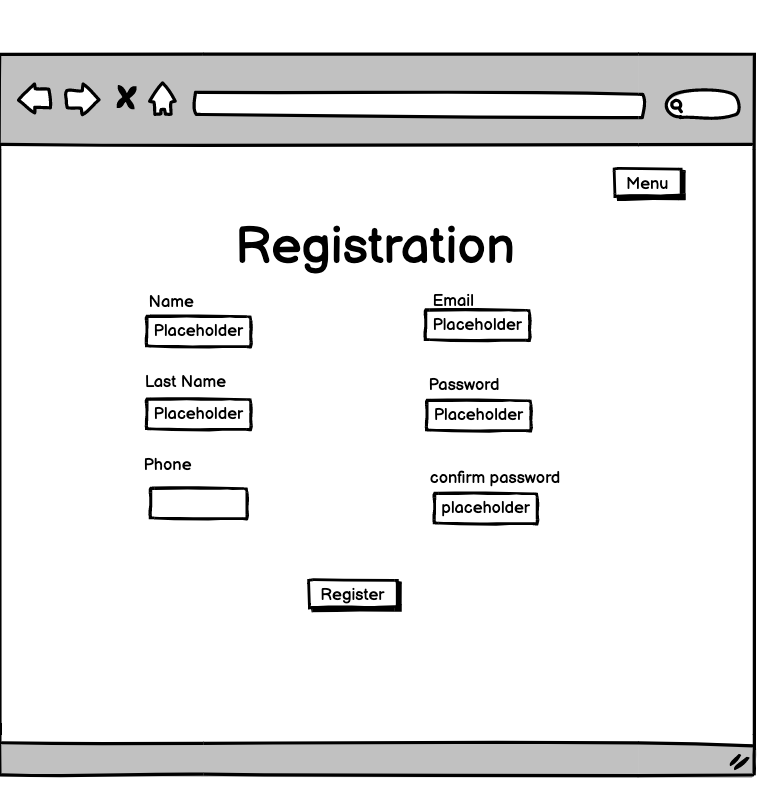 Menu
Registration
Name
Placeholder
Email
Placeholder
Last Name
Placeholder
Password
Placeholder
Phone
confirm password
placeholder
Register